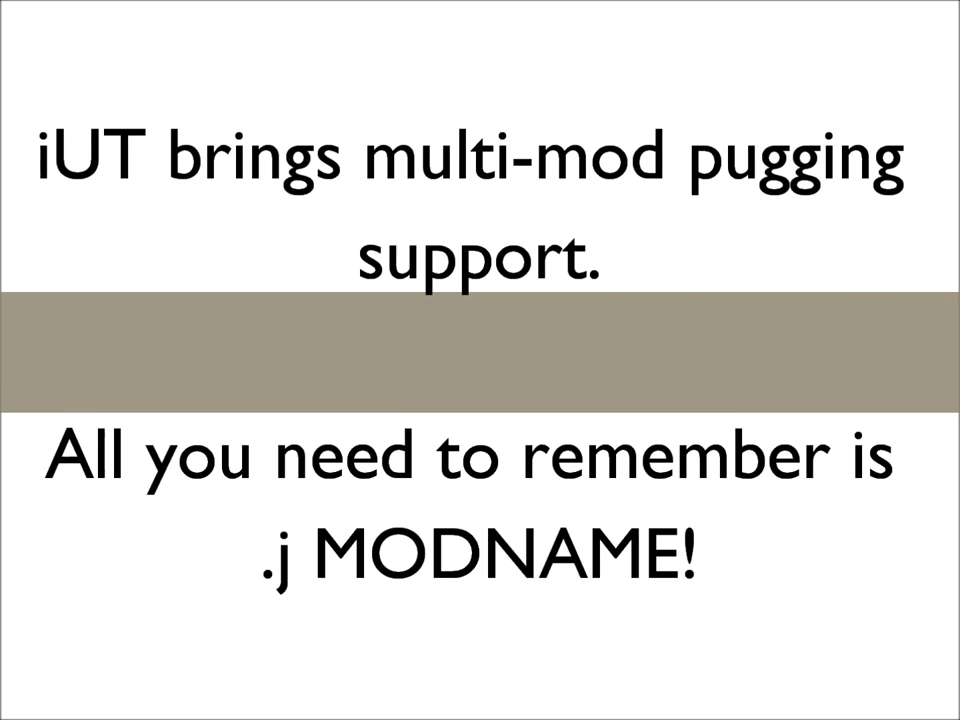 iUT brings multi-mod pugging
support.
All you need to remember is
.j MODNAME!